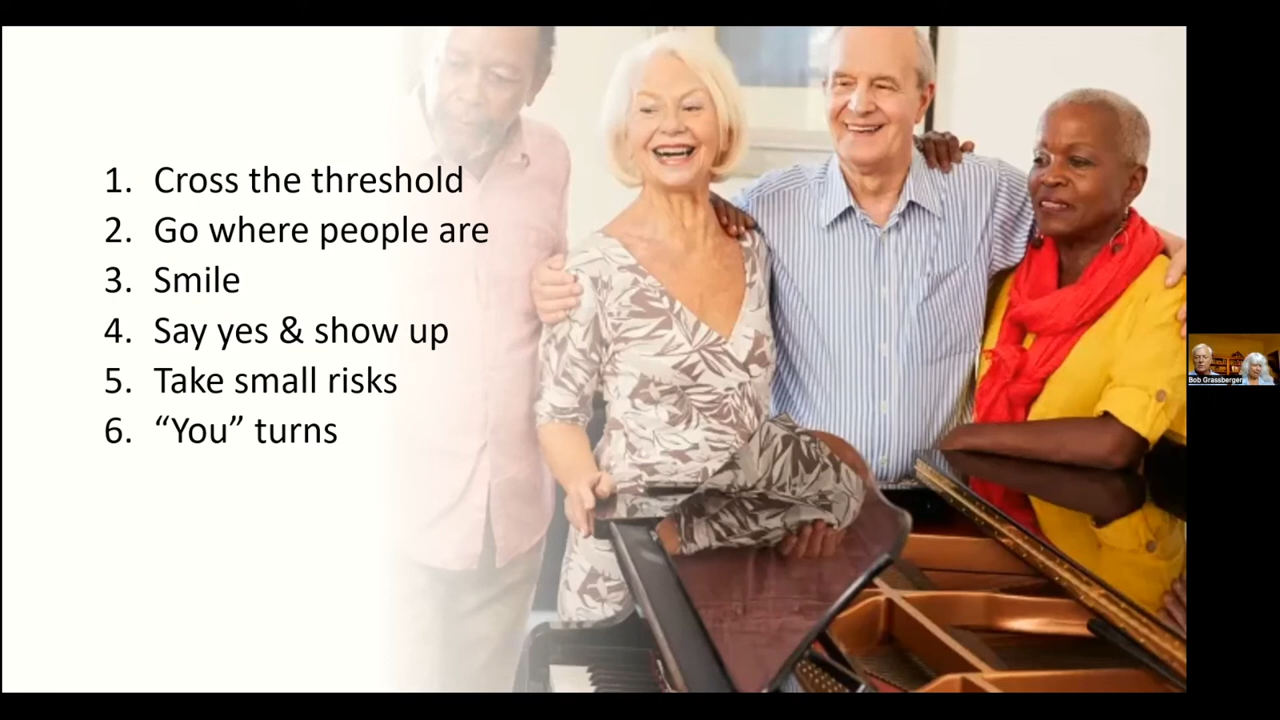 1. Cross the threshold
2. Go where people are
3. Smile
4. Say yes & show up
5. Take small risks
6. “You” turns
Bob Grassberger